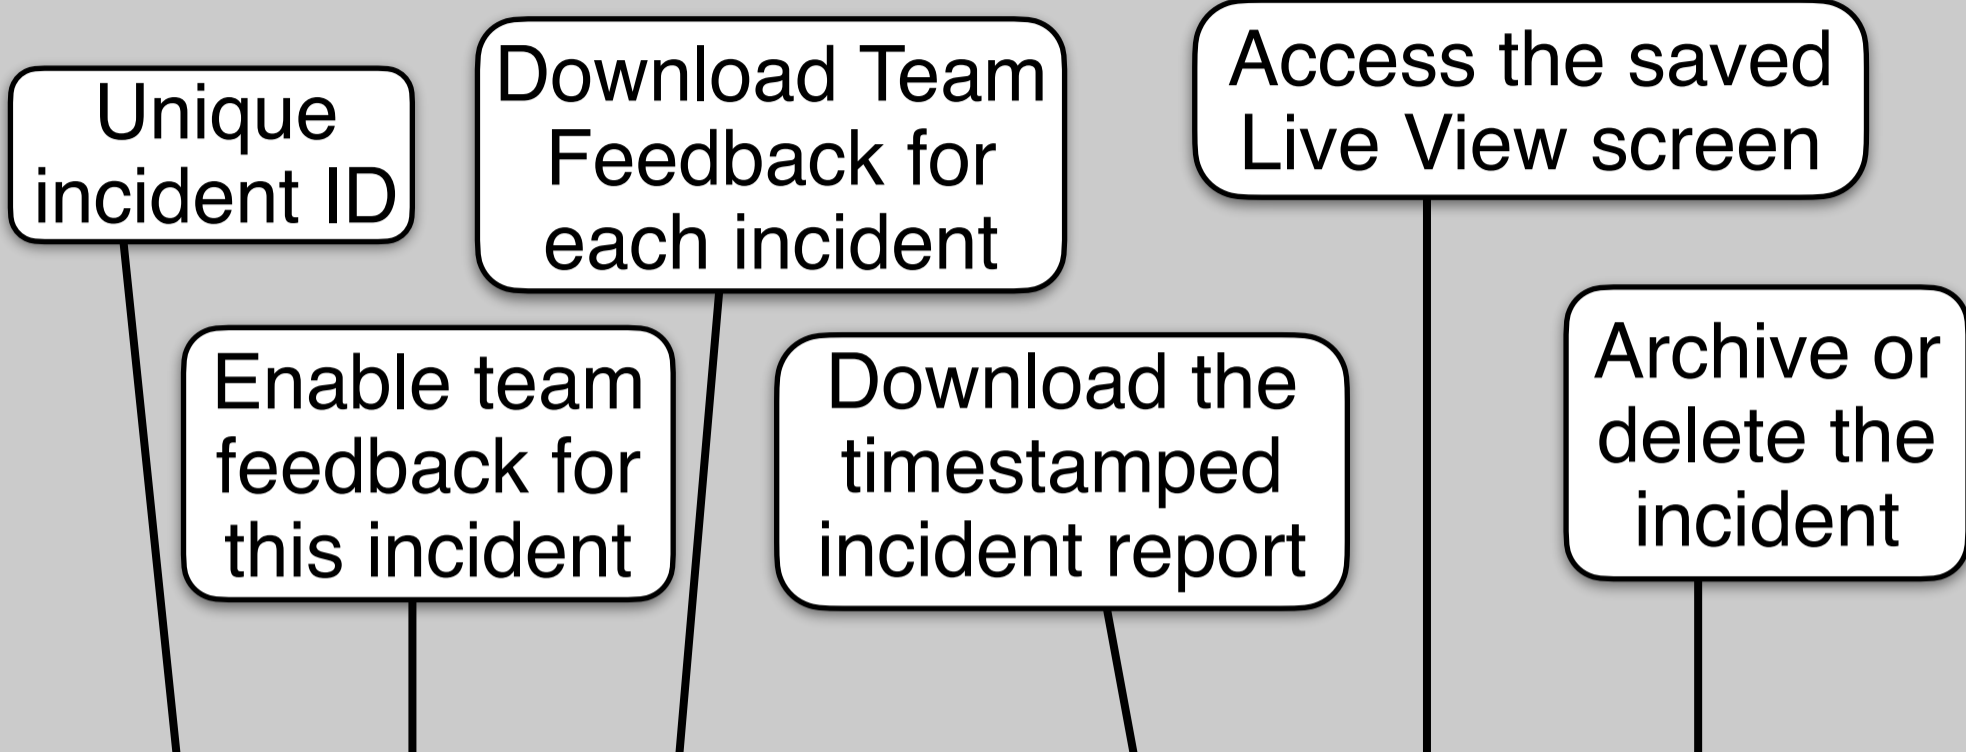 Unique
incident ID
Download Team
Feedback for
each incident
Access the saved
Live View screen
Enable team
feedback for
this incident
Download the
timestamped
incident report
Archive or
delete the
incident